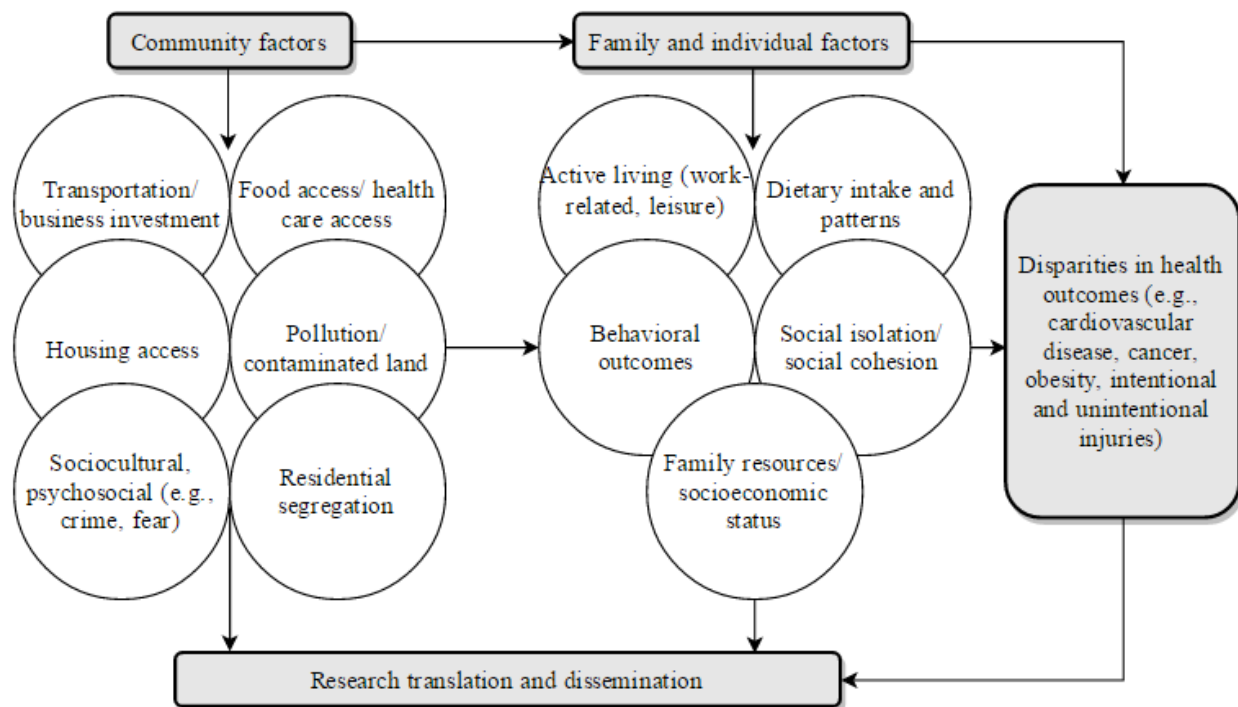 Community factors
Family and individual factors
Transportation/
business investment
Food access/ health
care access
Housing access
Pollution/
contaminated land
Sociocultural,
psychosocial (e.g.,
crime, fear)
Residential
segregation
Active living (work-
related, leisure)
Dietary intake and
patterns
Behavioral
outcomes
Social isolation/
social cohesion
Family resources/
socioeconomic
status
Disparities in health
outcomes (e.g.,
cardiovascular
disease, cancer,
obesity, intentional
and unintentional
injuries)
Research translation and dissemination